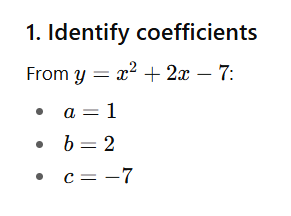 1. Identify coefficients
From y = x² + 2x − 7:
• a = 1
• b = 2
• c = −7